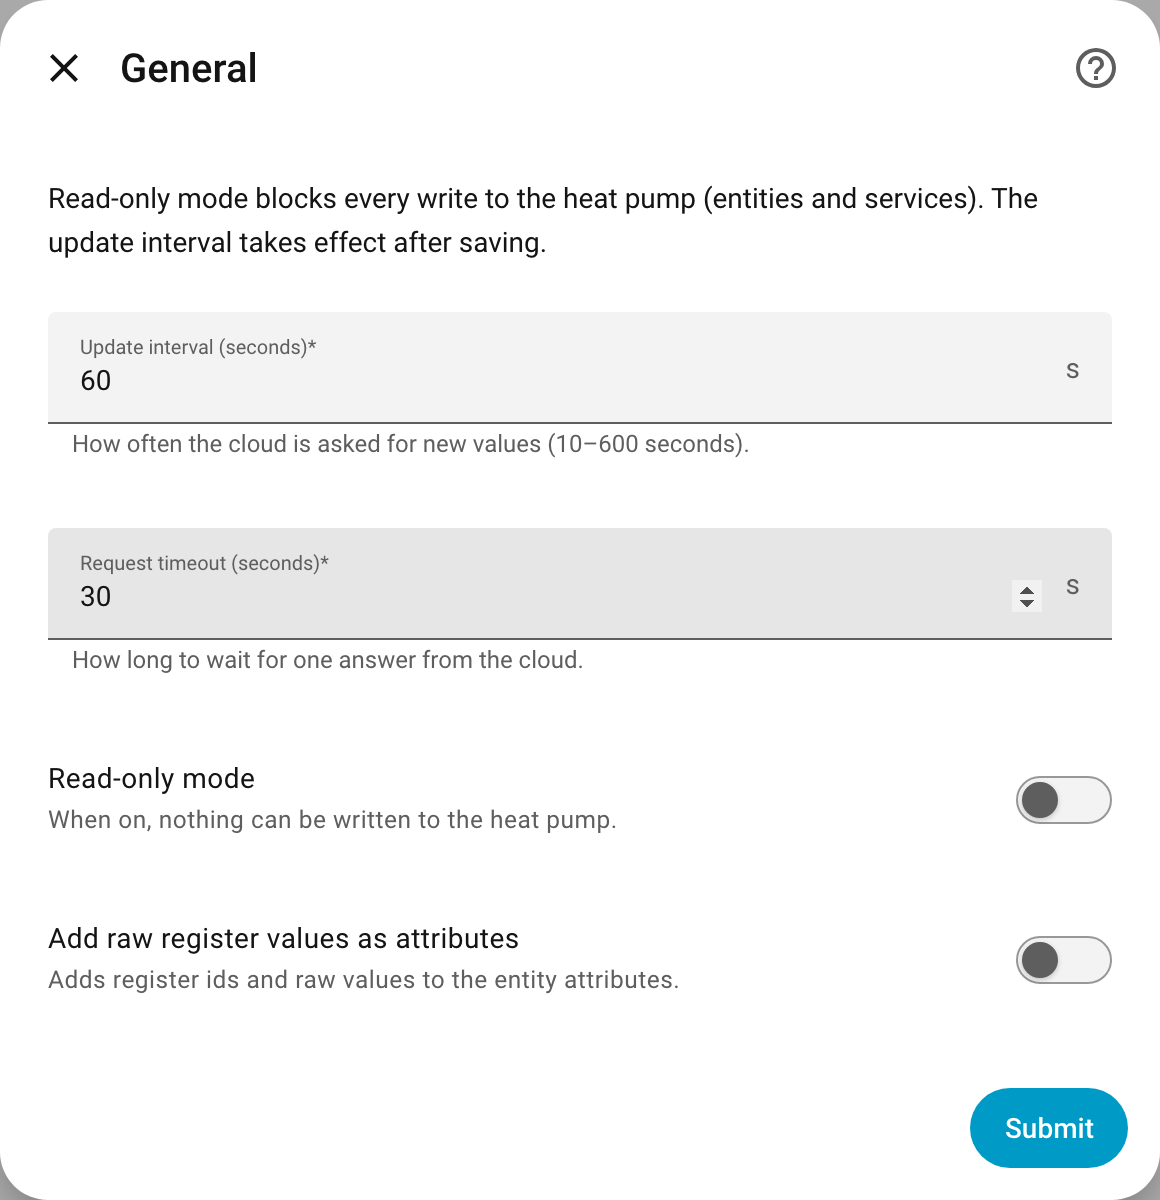 General
Read-only mode blocks every write to the heat pump (entities and services). The
update interval takes effect after saving.
Update interval (seconds)*
60
s
How often the cloud is asked for new values (10–600 seconds).
Request timeout (seconds)*
30
s
How long to wait for one answer from the cloud.
Read-only mode
When on, nothing can be written to the heat pump.
Add raw register values as attributes
Adds register ids and raw values to the entity attributes.
Submit